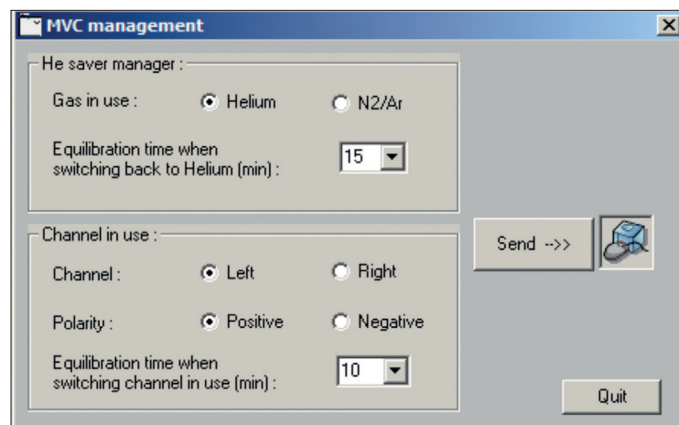 MVC management
He saver manager :
Gas in use : Helium N2/Ar
Equilibration time when
switching back to Helium (min) : 15
Channel in use :
Channel : Left Right
Polarity : Positive Negative
Equilibration time when
switching channel in use (min) : 10
Send -->>
Quit